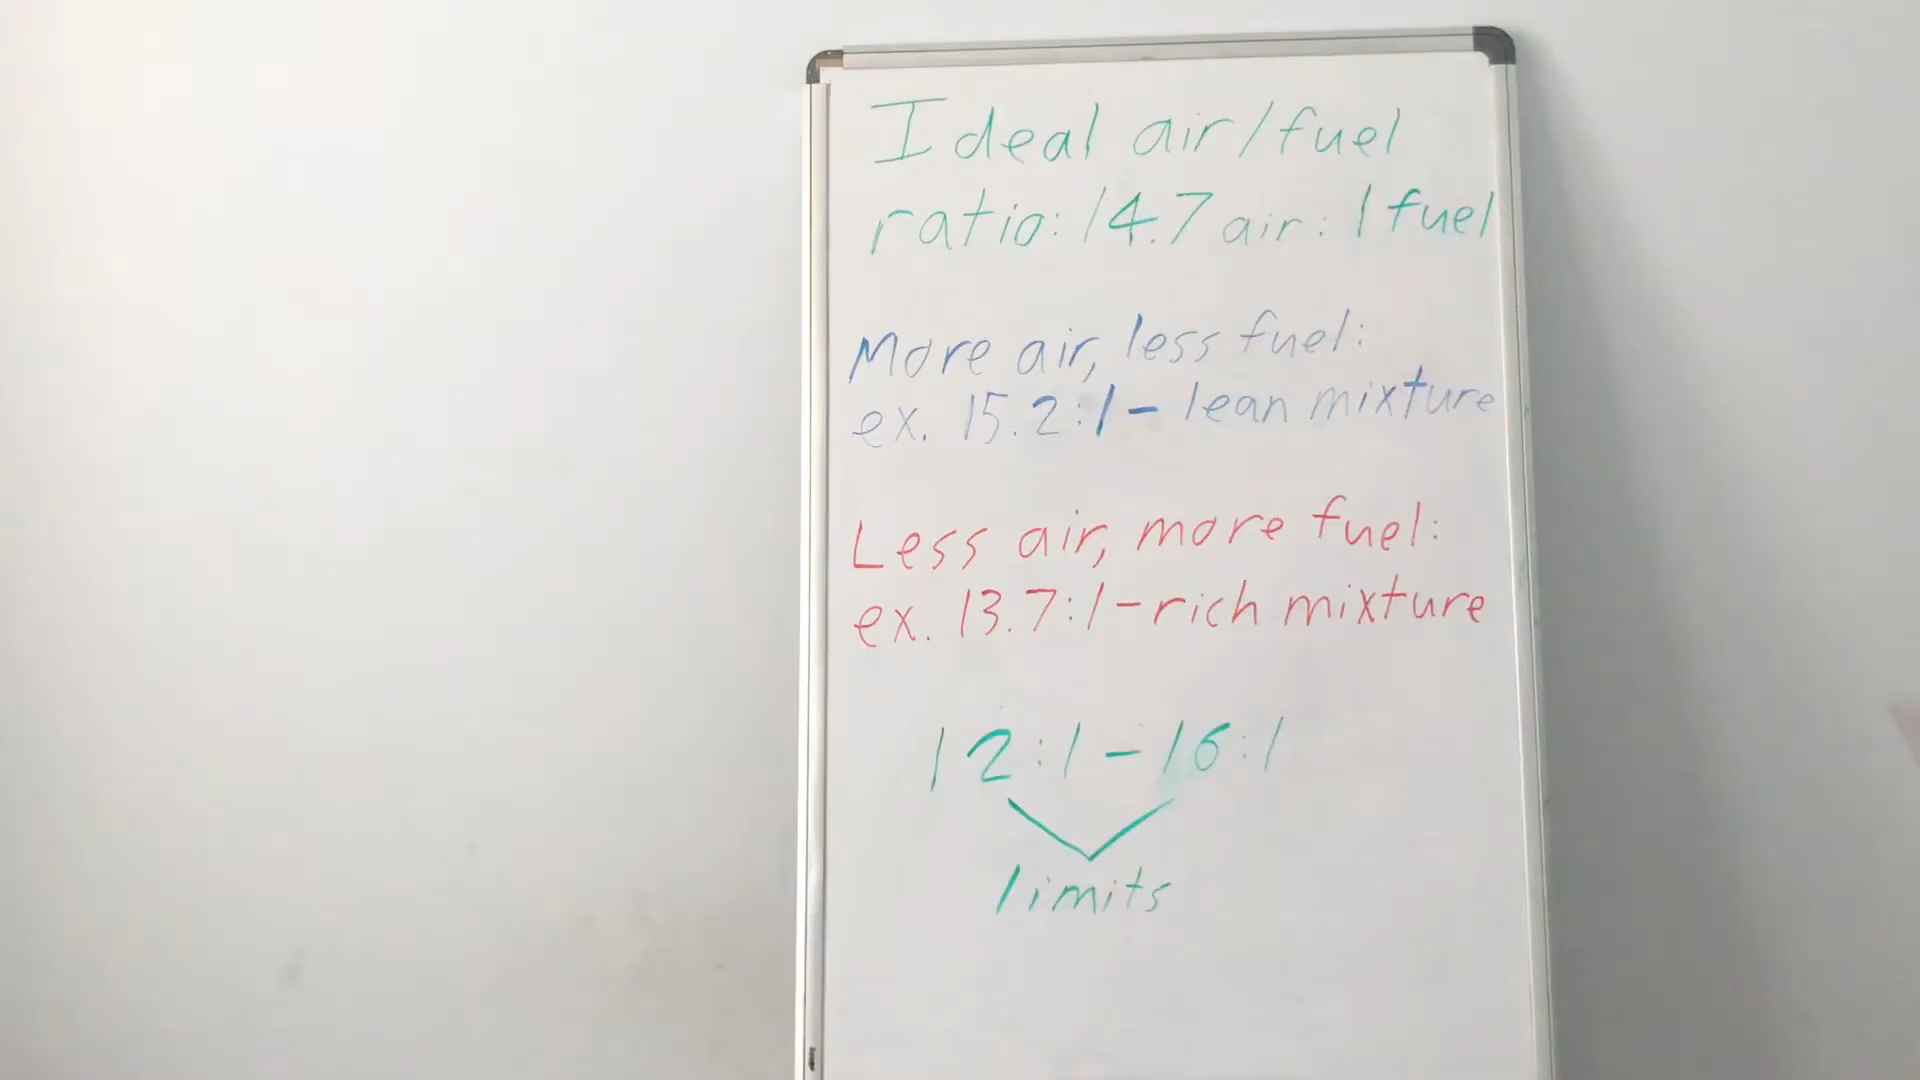 Ideal air/fuel
ratio: 14.7 air: 1 fuel
More air, less fuel:
ex. 15.2:1 - lean mixture
Less air, more fuel:
ex. 13.7:1 - rich mixture
12:1 - 16:1
limits